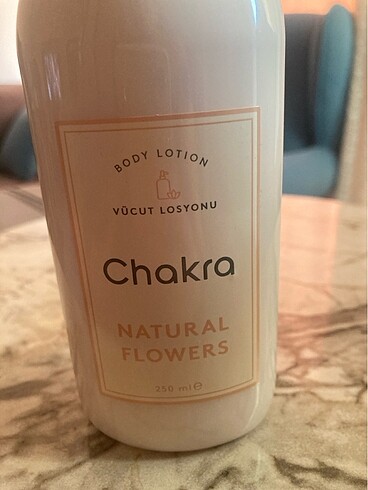 BODY LOTION
VÜCUT LOSYONU
Chakra
NATURAL
FLOWERS
250 ml ℮